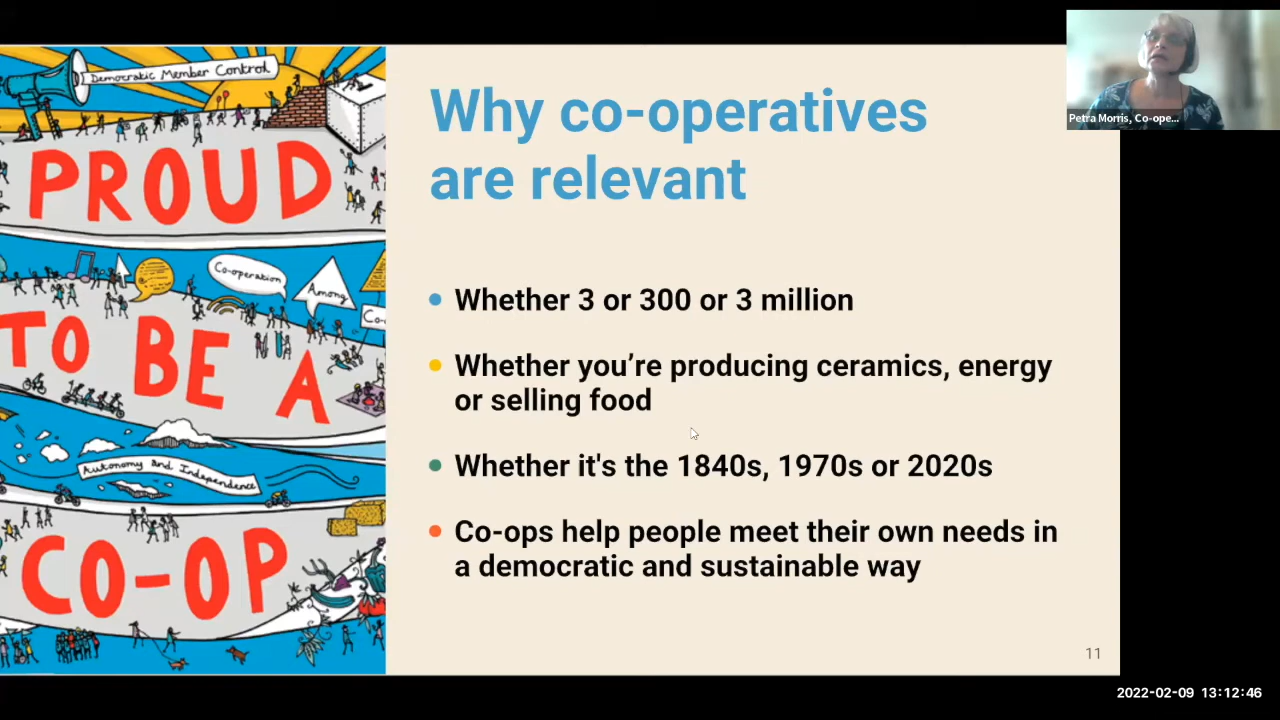 Democratic Member Control
PROUD
Co-operation
Among
Co-
TO BE A
Autonomy and Independence
CO-OP
Why co-operatives
are relevant
Whether 3 or 300 or 3 million
Whether you’re producing ceramics, energy
or selling food
Whether it's the 1840s, 1970s or 2020s
Co-ops help people meet their own needs in
a democratic and sustainable way
11
Petra Morris, Co-ope...
2022-02-09 13:12:46